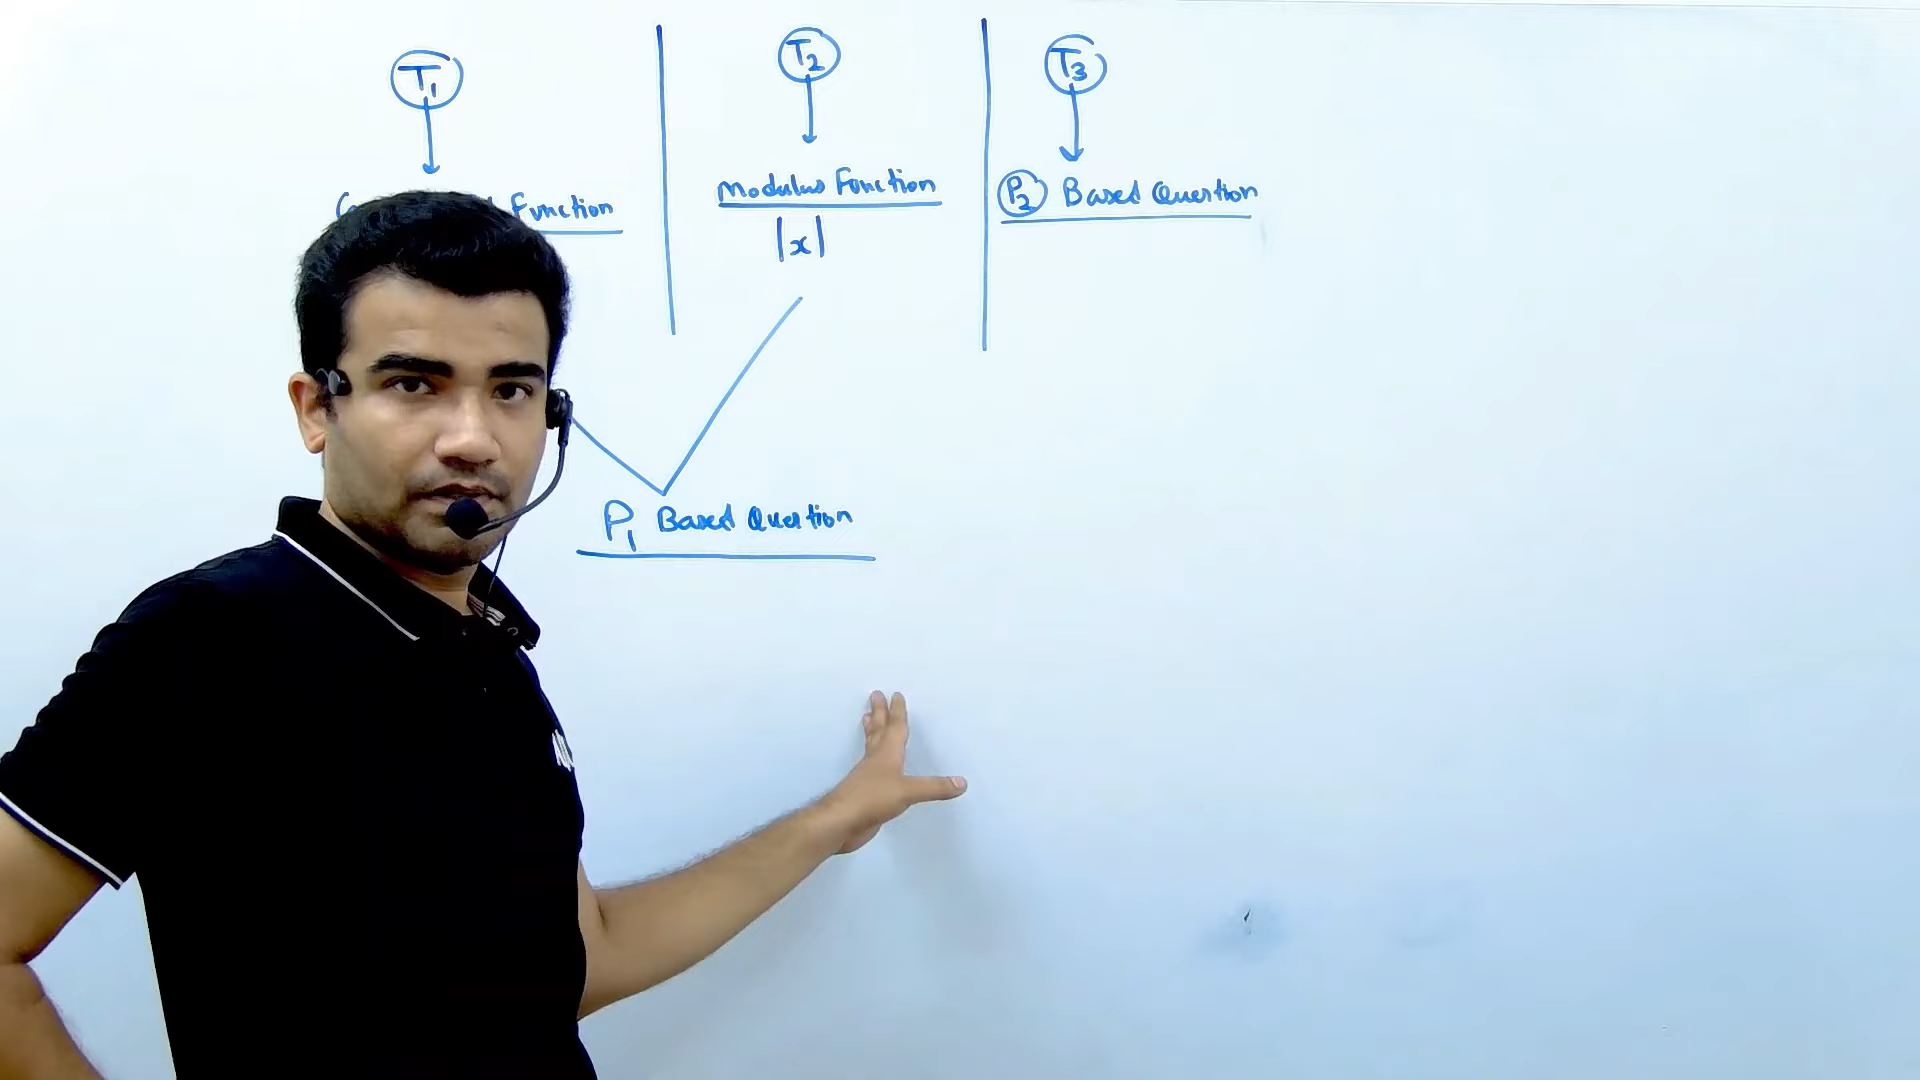 T1
Function
T2
Modulus Function
|x|
T3
P2 Based Question
P1 Based Question